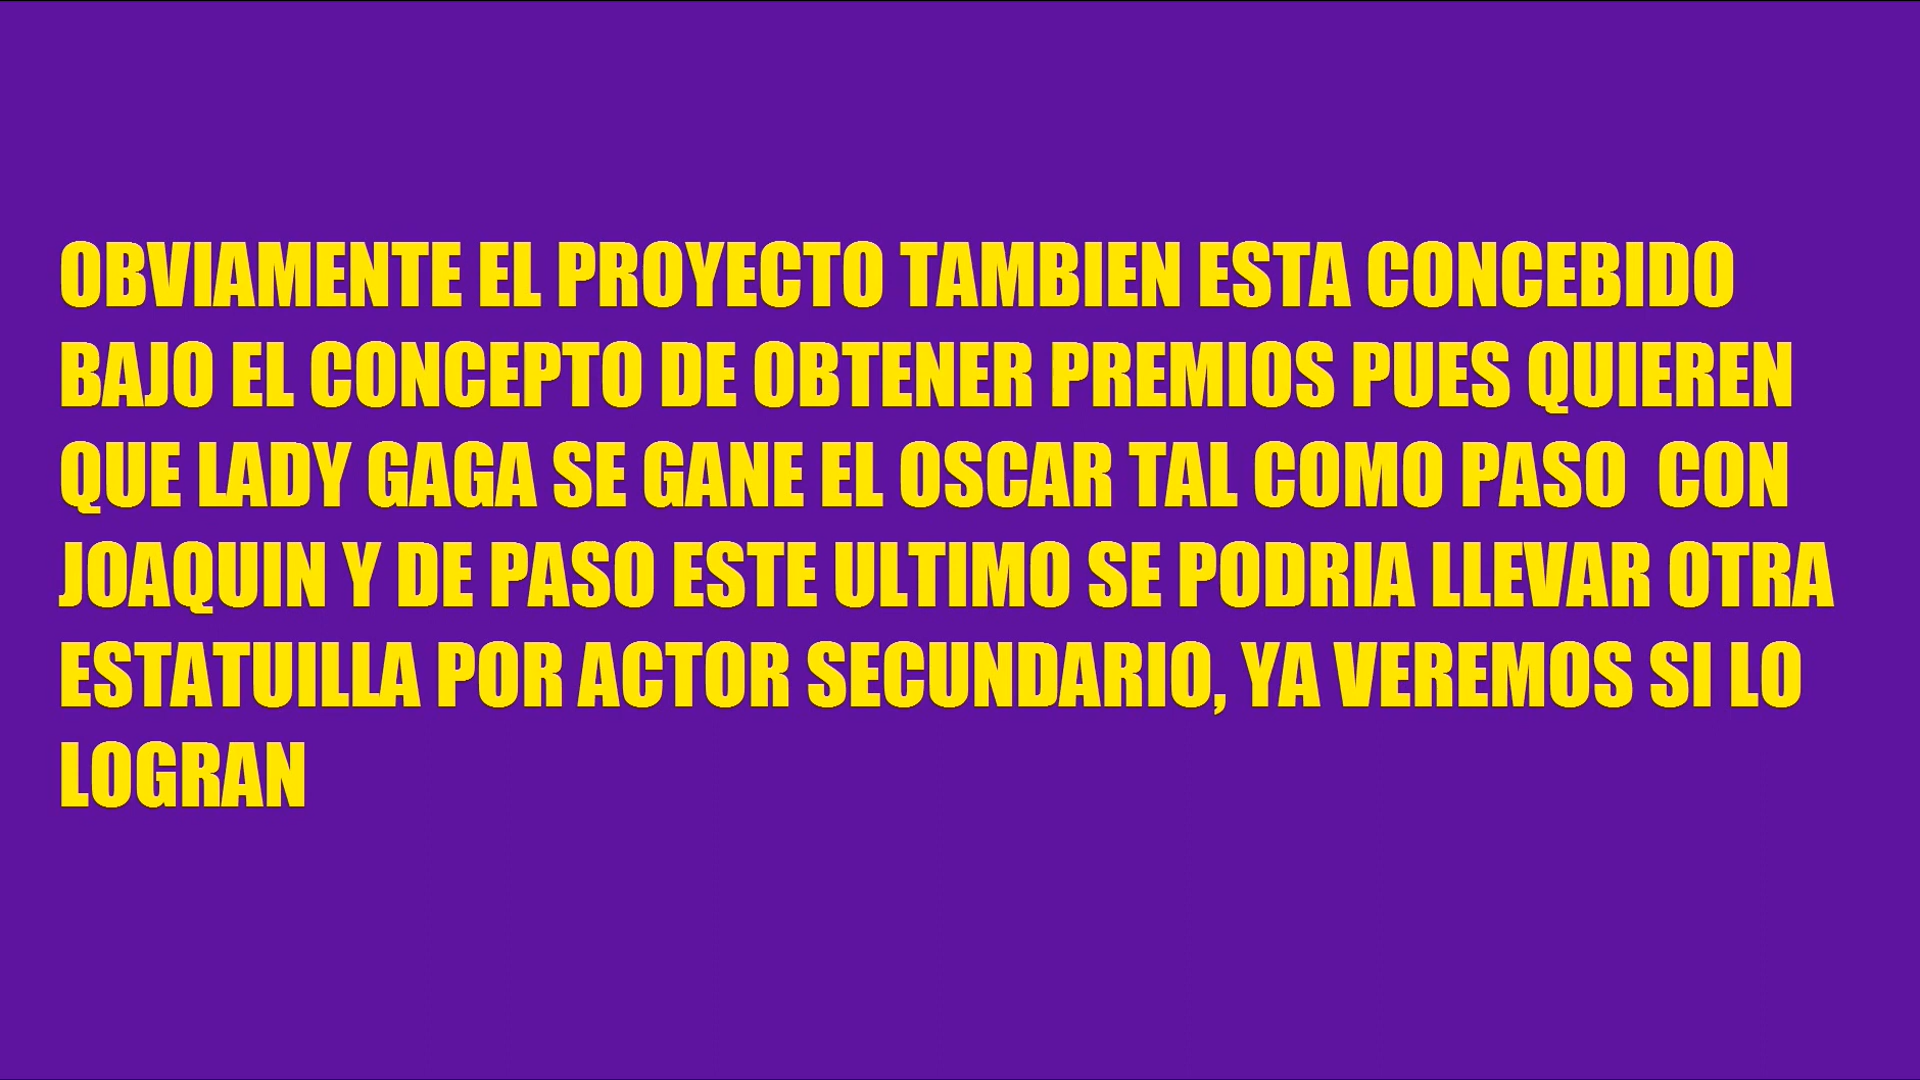 OBVIAMENTE EL PROYECTO TAMBIEN ESTA CONCEBIDO
BAJO EL CONCEPTO DE OBTENER PREMIOS PUES QUIEREN
QUE LADY GAGA SE GANE EL OSCAR TAL COMO PASO  CON
JOAQUIN Y DE PASO ESTE ULTIMO SE PODRIA LLEVAR OTRA
ESTATUILLA POR ACTOR SECUNDARIO, YA VEREMOS SI LO
LOGRAN